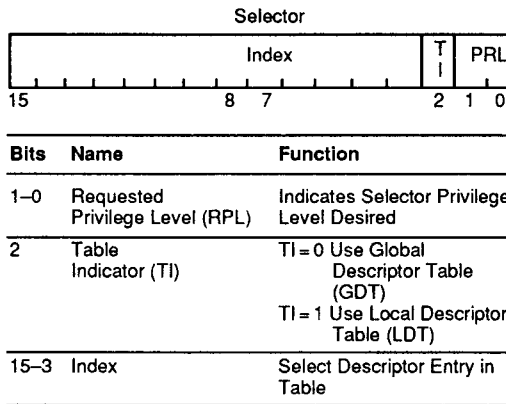 Selector
Index T I PRL
15 8 7 2 1 0
Bits Name Function
1–0 Requested Privilege Level (RPL) Indicates Selector Privilege Level Desired
2 Table Indicator (TI) TI = 0 Use Global Descriptor Table (GDT)
TI = 1 Use Local Descriptor Table (LDT)
15–3 Index Select Descriptor Entry in Table